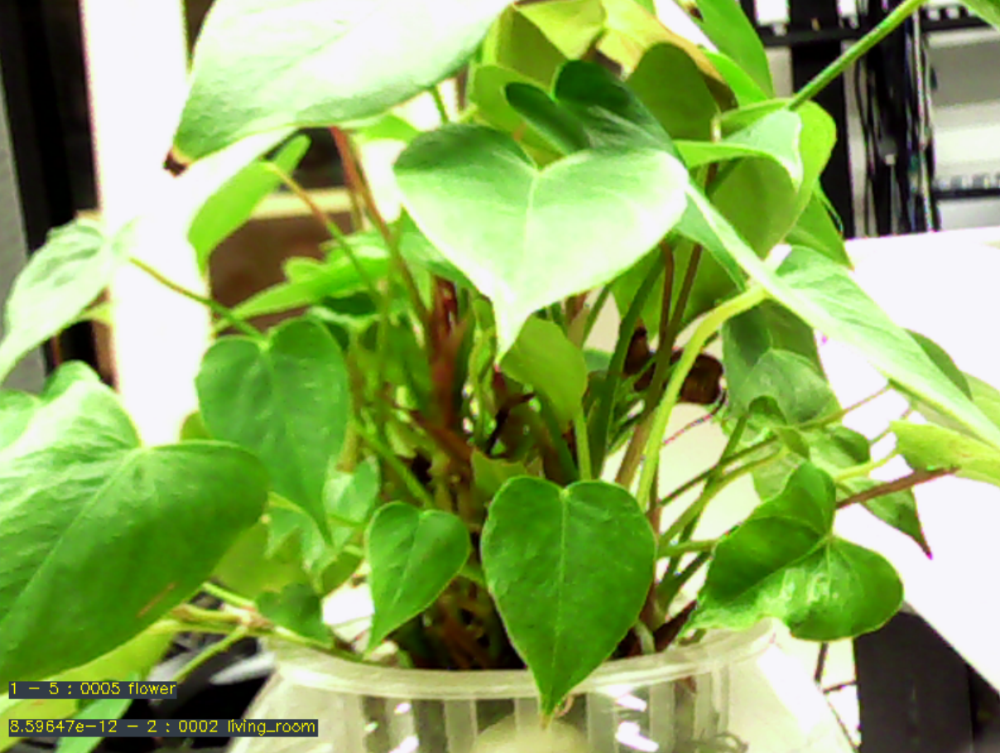 1 - 5 : 0005 flower
8.59647e-12 - 2 : 0002 living_room